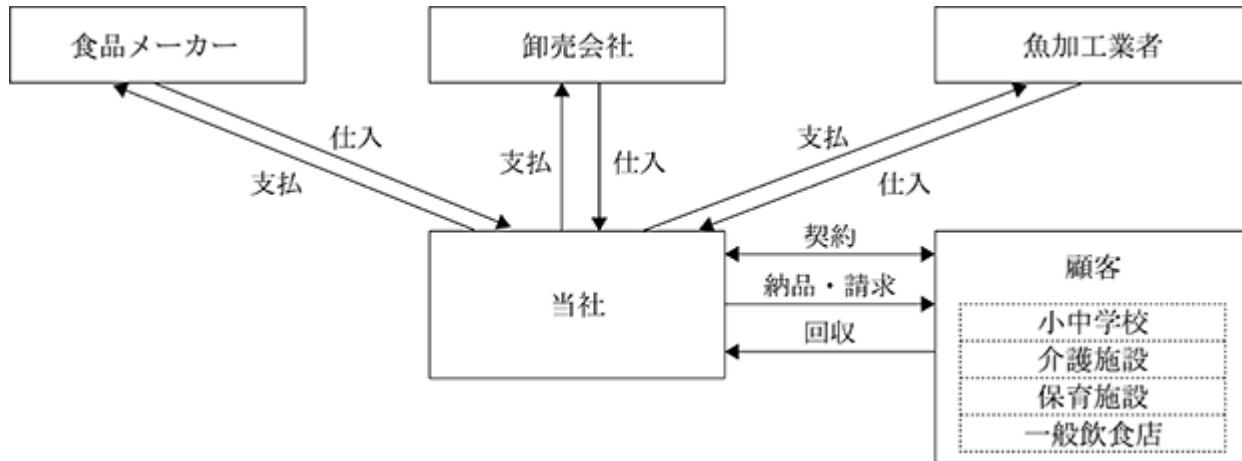 食品メーカー
卸売会社
魚加工業者
仕入
支払
支払
仕入
支払
仕入
当社
契約
納品・請求
回収
顧客
小中学校
介護施設
保育施設
一般飲食店